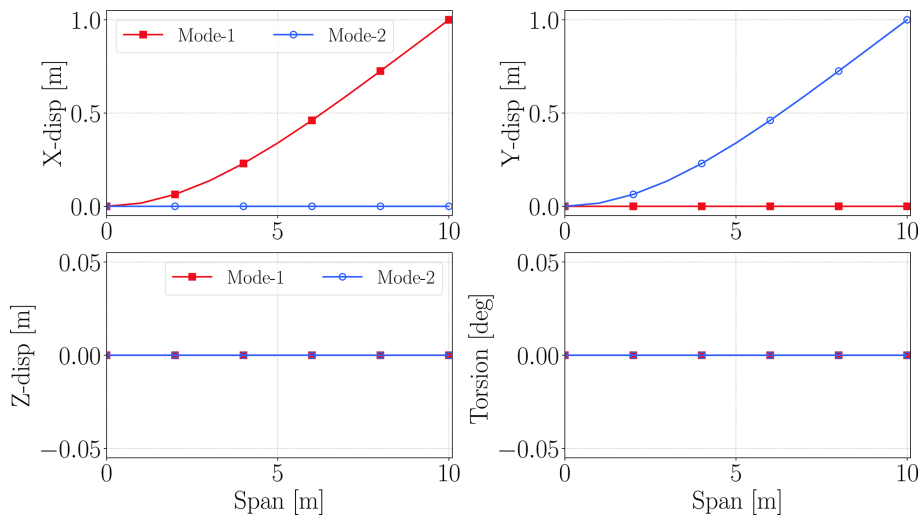 X-disp [m]
1.0
0.5
0.0
Mode-1
Mode-2
0
5
10
Y-disp [m]
1.0
0.5
0.0
0
5
10
Z-disp [m]
0.05
0.00
−0.05
Mode-1
Mode-2
0
5
10
Span [m]
Torsion [deg]
0.05
0.00
−0.05
0
5
10
Span [m]